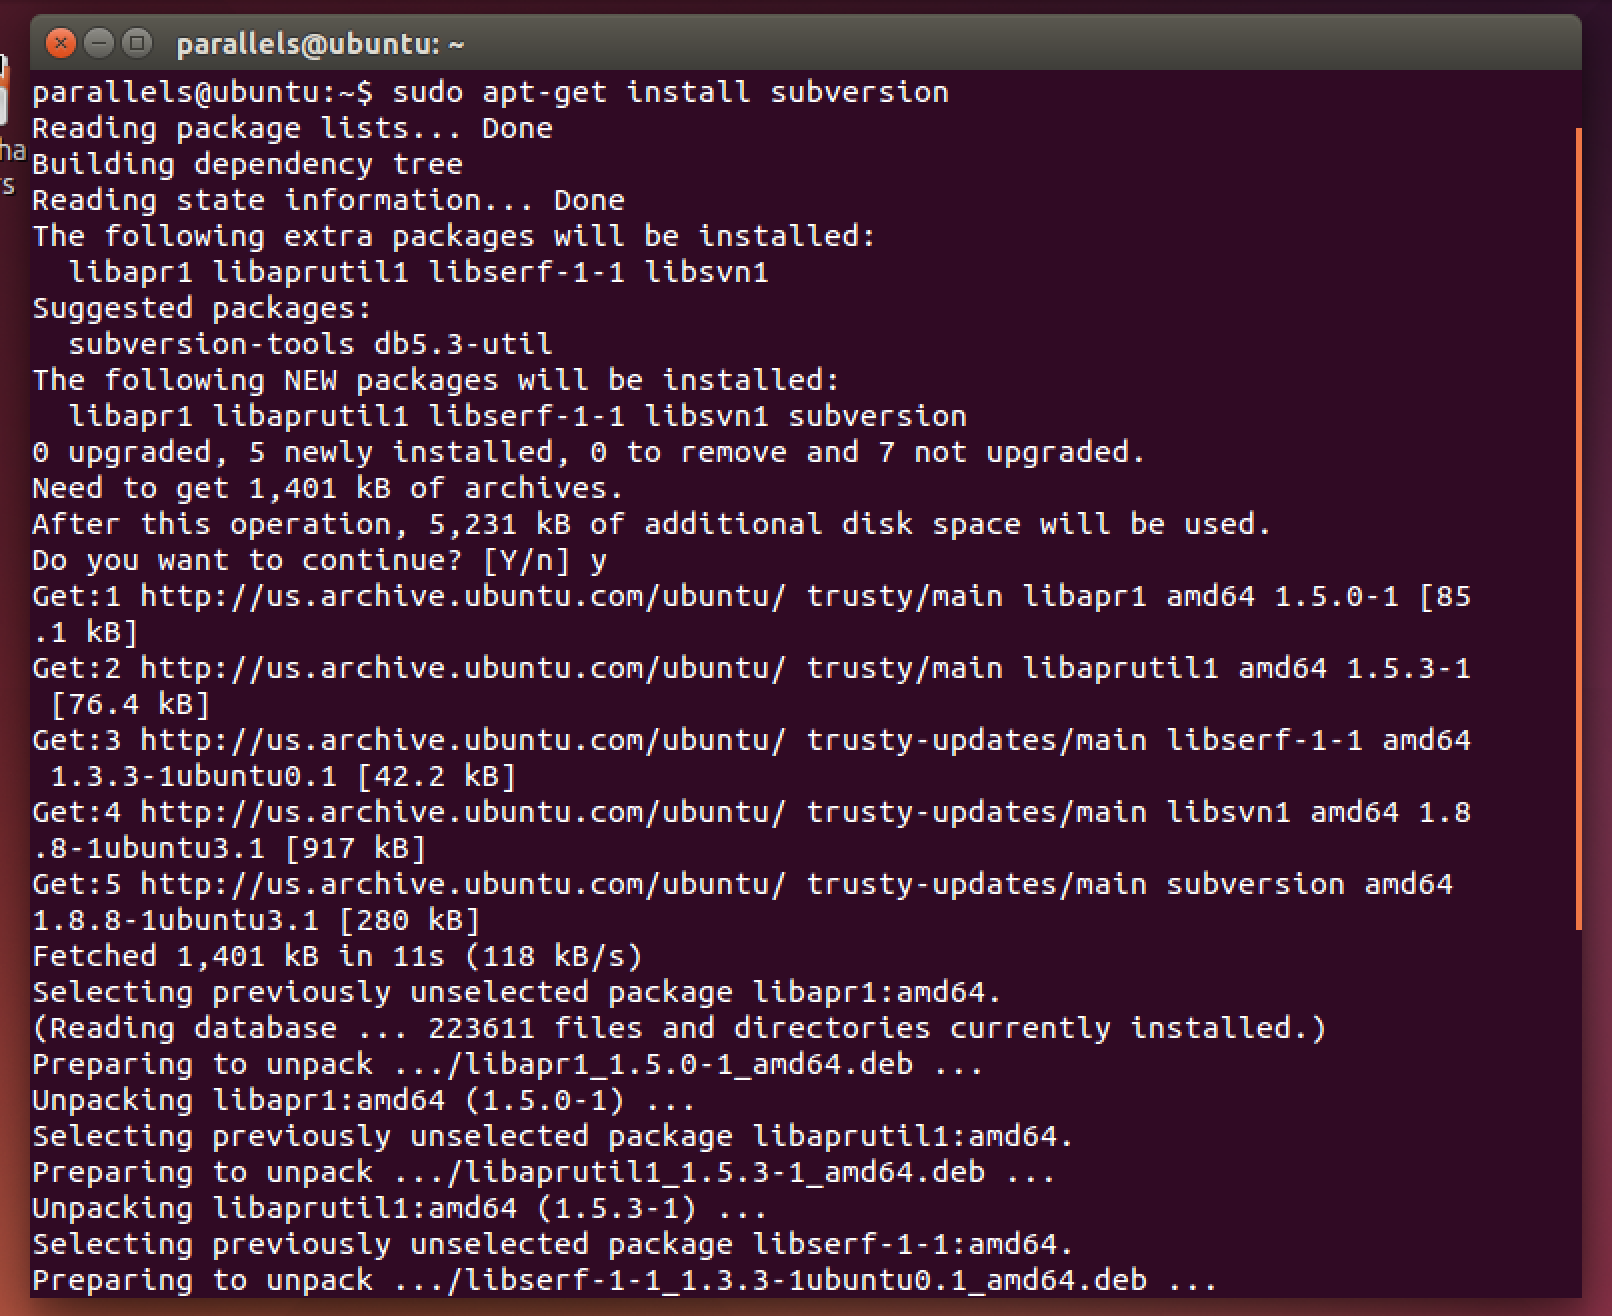 parallels@ubuntu: ~
parallels@ubuntu:~$ sudo apt-get install subversion
Reading package lists... Done
Building dependency tree
Reading state information... Done
The following extra packages will be installed:
  libapr1 libaprutil1 libserf-1-1 libsvn1
Suggested packages:
  subversion-tools db5.3-util
The following NEW packages will be installed:
  libapr1 libaprutil1 libserf-1-1 libsvn1 subversion
0 upgraded, 5 newly installed, 0 to remove and 7 not upgraded.
Need to get 1,401 kB of archives.
After this operation, 5,231 kB of additional disk space will be used.
Do you want to continue? [Y/n] y
Get:1 http://us.archive.ubuntu.com/ubuntu/ trusty/main libapr1 amd64 1.5.0-1 [85
.1 kB]
Get:2 http://us.archive.ubuntu.com/ubuntu/ trusty/main libaprutil1 amd64 1.5.3-1
 [76.4 kB]
Get:3 http://us.archive.ubuntu.com/ubuntu/ trusty-updates/main libserf-1-1 amd64
 1.3.3-1ubuntu0.1 [42.2 kB]
Get:4 http://us.archive.ubuntu.com/ubuntu/ trusty-updates/main libsvn1 amd64 1.8
.8-1ubuntu3.1 [917 kB]
Get:5 http://us.archive.ubuntu.com/ubuntu/ trusty-updates/main subversion amd64
1.8.8-1ubuntu3.1 [280 kB]
Fetched 1,401 kB in 11s (118 kB/s)
Selecting previously unselected package libapr1:amd64.
(Reading database ... 223611 files and directories currently installed.)
Preparing to unpack .../libapr1_1.5.0-1_amd64.deb ...
Unpacking libapr1:amd64 (1.5.0-1) ...
Selecting previously unselected package libaprutil1:amd64.
Preparing to unpack .../libaprutil1_1.5.3-1_amd64.deb ...
Unpacking libaprutil1:amd64 (1.5.3-1) ...
Selecting previously unselected package libserf-1-1:amd64.
Preparing to unpack .../libserf-1-1_1.3.3-1ubuntu0.1_amd64.deb ...